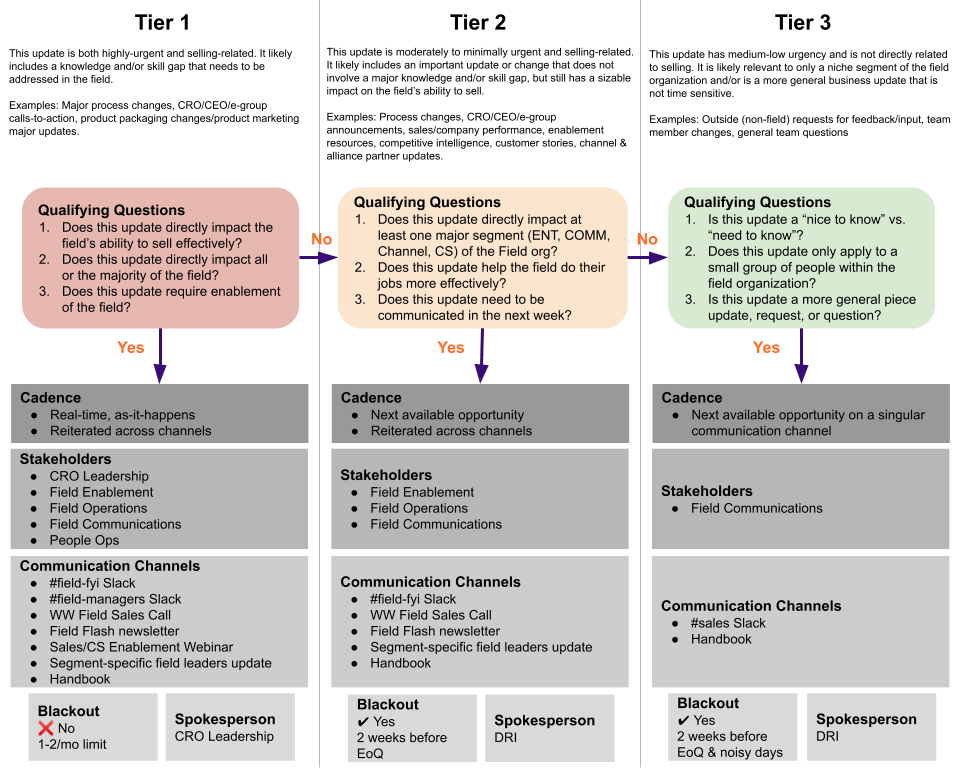 Tier 1
This update is both highly-urgent and selling-related. It likely
includes a knowledge and/or skill gap that needs to be
addressed in the field.
Examples: Major process changes, CRO/CEO/e-group
calls-to-action, product packaging changes/product marketing
major updates.
Qualifying Questions
1. Does this update directly impact the
field's ability to sell effectively?
2. Does this update directly impact all
or the majority of the field?
3. Does this update require enablement
of the field?
No
Yes
Cadence
● Real-time, as-it-happens
● Reiterated across channels
Stakeholders
● CRO Leadership
● Field Enablement
● Field Operations
● Field Communications
● People Ops
Communication Channels
● #field-fyi Slack
● #field-managers Slack
● WW Field Sales Call
● Field Flash newsletter
● Sales/CS Enablement Webinar
● Segment-specific field leaders update
● Handbook
Blackout
❌ No
1-2/mo limit
Spokesperson
CRO Leadership
Tier 2
This update is moderately to minimally urgent and selling-related.
It likely includes an important update or change that does not
involve a major knowledge and/or skill gap, but still has a sizable
impact on the field's ability to sell.
Examples: Process changes, CRO/CEO/e-group
announcements, sales/company performance, enablement
resources, competitive intelligence, customer stories, channel &
alliance partner updates.
Qualifying Questions
1. Does this update directly impact at
least one major segment (ENT, COMM,
Channel, CS) of the Field org?
2. Does this update help the field do their
jobs more effectively?
3. Does this update need to be
communicated in the next week?
No
Yes
Cadence
● Next available opportunity
● Reiterated across channels
Stakeholders
● Field Enablement
● Field Operations
● Field Communications
Communication Channels
● #field-fyi Slack
● WW Field Sales Call
● Field Flash newsletter
● Segment-specific field leaders update
● Handbook
Blackout
✔ Yes
2 weeks before
EoQ
Spokesperson
DRI
Tier 3
This update has medium-low urgency and is not directly related
to selling. It is likely relevant to only a niche segment of the field
organization and/or is a more general business update that is
not time sensitive.
Examples: Outside (non-field) requests for feedback/input, team
member changes, general team questions
Qualifying Questions
1. Is this update a “nice to know” vs.
“need to know”?
2. Does this update only apply to a
small group of people within the
field organization?
3. Is this update a more general piece
update, request, or question?
Yes
Cadence
● Next available opportunity on a singular
communication channel
Stakeholders
● Field Communications
Communication Channels
● #sales Slack
● Handbook
Blackout
✔ Yes
2 weeks before
EoQ & noisy days
Spokesperson
DRI